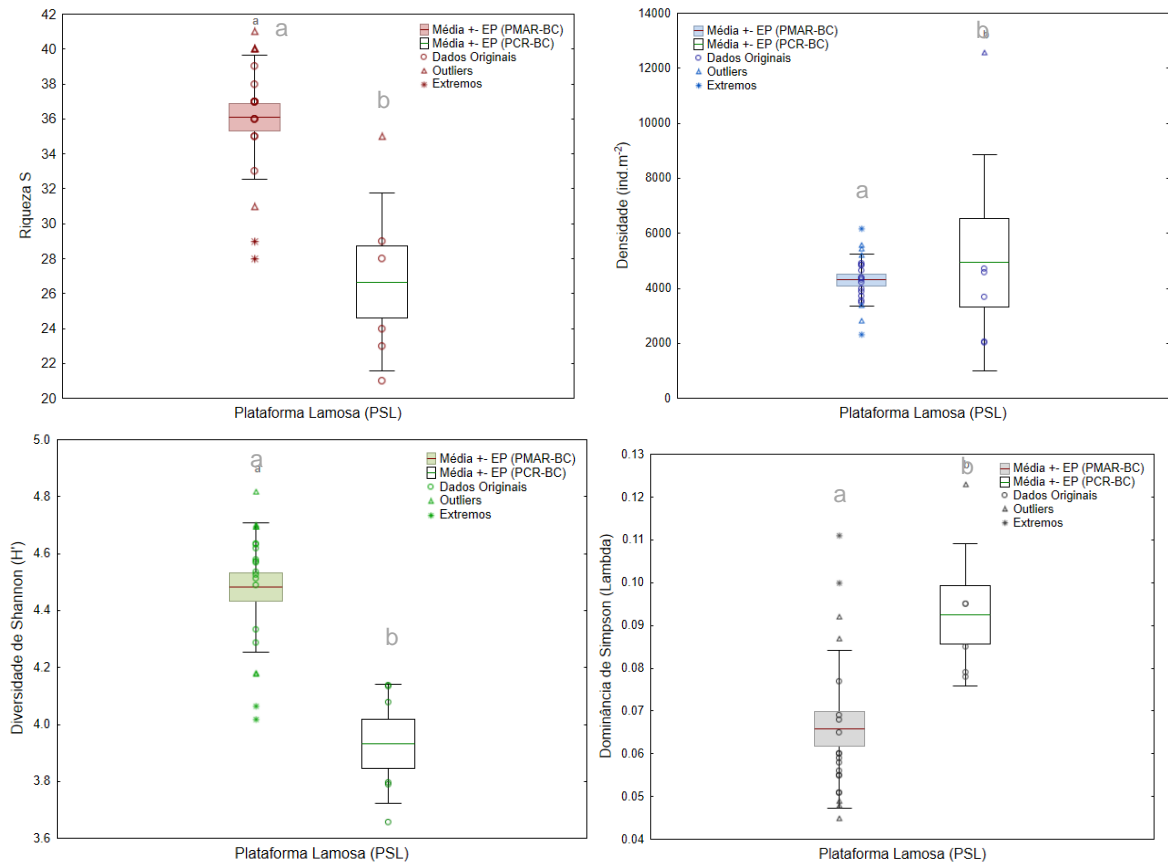 a
a
b
Média +- EP (PMAR-BC)
Média +- EP (PCR-BC)
Dados Originais
Outliers
Extremos
Riqueza S
42
40
38
36
34
32
30
28
26
24
22
20
Plataforma Lamosa (PSL)
a
b
b
Média +- EP (PMAR-BC)
Média +- EP (PCR-BC)
Dados Originais
Outliers
Extremos
Densidade (ind.m-2)
14000
12000
10000
8000
6000
4000
2000
0
Plataforma Lamosa (PSL)
a
a
b
Média +- EP (PMAR-BC)
Média +- EP (PCR-BC)
Dados Originais
Outliers
Extremos
Diversidade de Shannon (H')
5.0
4.8
4.6
4.4
4.2
4.0
3.8
3.6
Plataforma Lamosa (PSL)
a
b
b
Média +- EP (PMAR-BC)
Média +- EP (PCR-BC)
Dados Originais
Outliers
Extremos
Dominância de Simpson (Lambda)
0.13
0.12
0.11
0.10
0.09
0.08
0.07
0.06
0.05
0.04
Plataforma Lamosa (PSL)